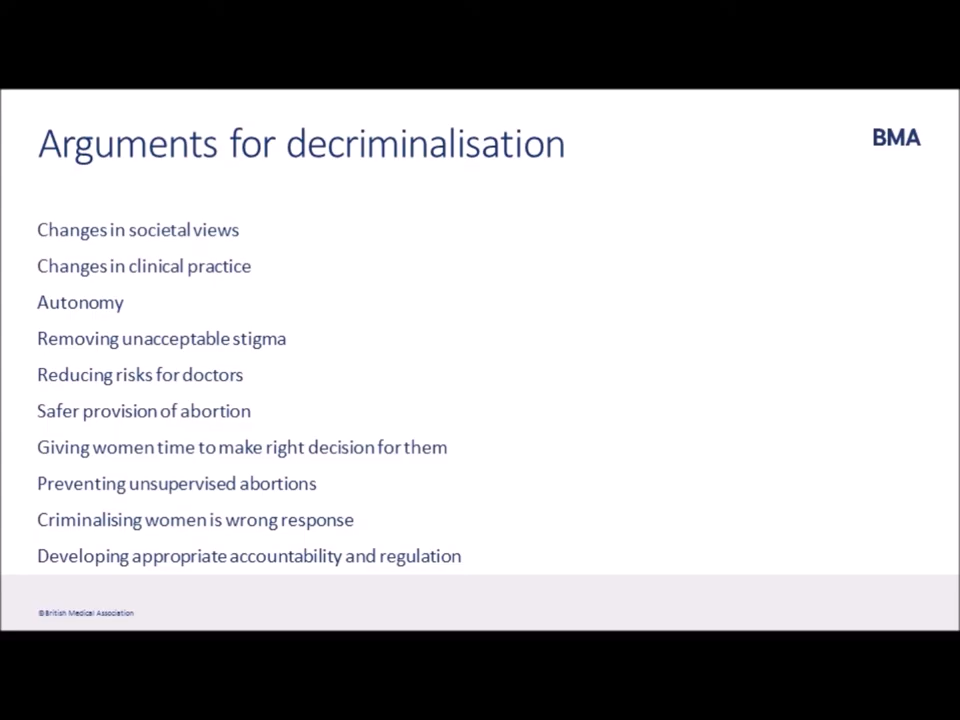 Arguments for decriminalisation
BMA
Changes in societal views
Changes in clinical practice
Autonomy
Removing unacceptable stigma
Reducing risks for doctors
Safer provision of abortion
Giving women time to make right decision for them
Preventing unsupervised abortions
Criminalising women is wrong response
Developing appropriate accountability and regulation
©British Medical Association